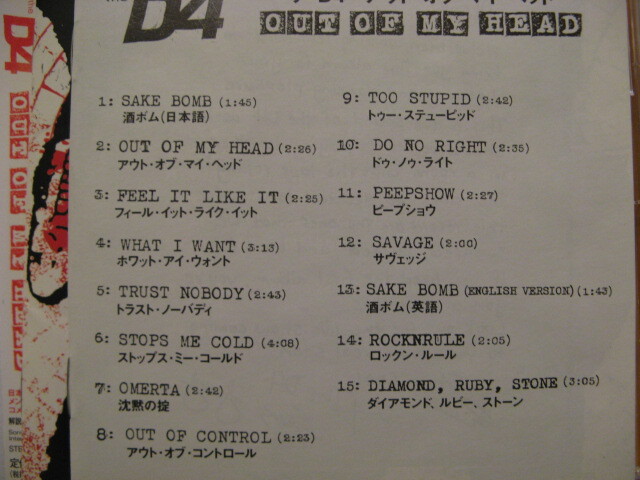 THE
D4
OUT OF MY HEAD
1: SAKE BOMB (1:45)
酒ボム(日本語)
2: OUT OF MY HEAD (2:26)
アウト・オブ・マイ・ヘッド
3: FEEL IT LIKE IT (2:25)
フィール・イット・ライク・イット
4: WHAT I WANT (3:13)
ホワット・アイ・ウォント
5: TRUST NOBODY (2:43)
トラスト・ノーバディ
6: STOPS ME COLD (4:08)
ストップス・ミー・コールド
7: OMERTA (2:42)
沈黙の掟
8: OUT OF CONTROL (2:23)
アウト・オブ・コントロール
9: TOO STUPID (2:42)
トゥー・ステューピッド
10: DO NO RIGHT (2:35)
ドゥ・ノゥ・ライト
11: PEEPSHOW (2:27)
ピープショウ
12: SAVAGE (2:00)
サヴェッジ
13: SAKE BOMB (ENGLISH VERSION) (1:43)
酒ボム(英語)
14: ROCKNRULE (2:05)
ロックン・ルール
15: DIAMOND, RUBY, STONE (3:05)
ダイアモンド、ルビー、ストーン
D4
OUT OF MY HEAD